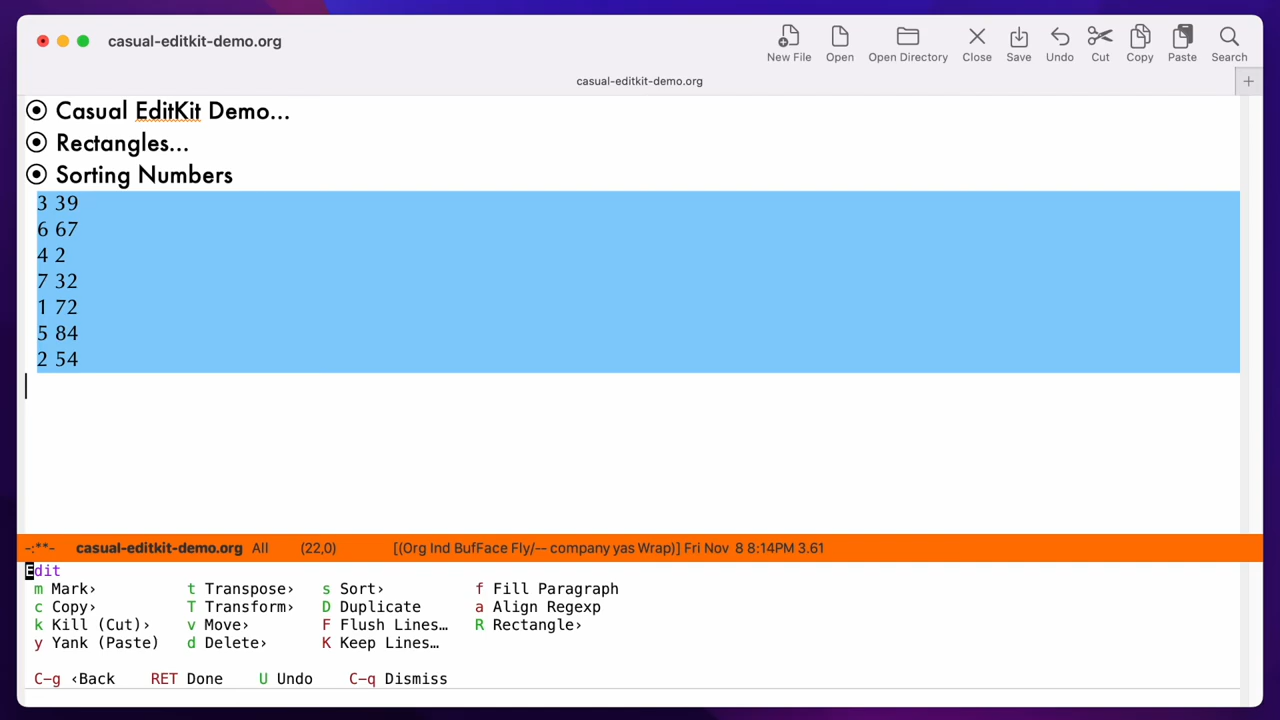 casual-editkit-demo.org
New File Open Open Directory Close Save Undo Cut Copy Paste Search
casual-editkit-demo.org
Casual EditKit Demo...
Rectangles...
Sorting Numbers
3 39
6 67
4 2
7 32
1 72
5 84
2 54
-:**- casual-editkit-demo.org All (22,0) [(Org Ind BufFace Fly/-- company yas Wrap)] Fri Nov 8 8:14PM 3.61
Edit
m Mark› t Transpose› s Sort› f Fill Paragraph
c Copy› T Transform› D Duplicate a Align Regexp
k Kill (Cut)› v Move› F Flush Lines… R Rectangle›
y Yank (Paste) d Delete› K Keep Lines…
C-g ‹Back RET Done U Undo C-q Dismiss